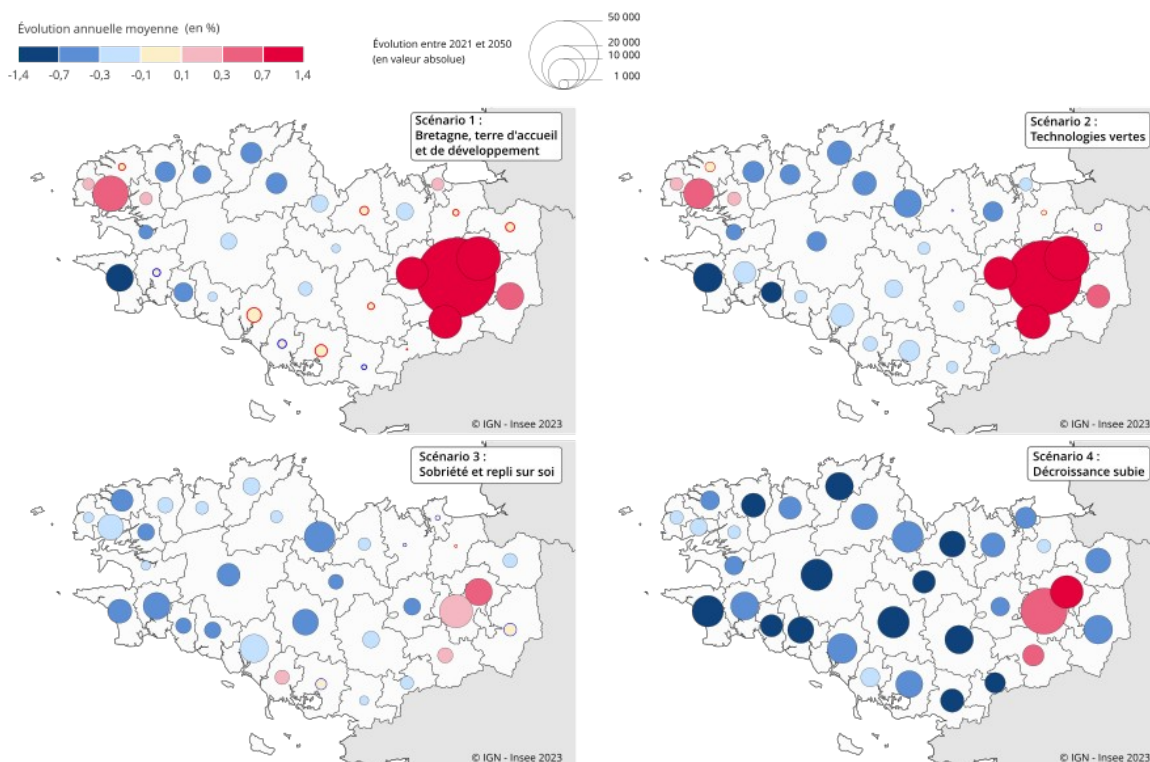 Évolution annuelle moyenne (en %)
-1,4 -0,7 -0,3 -0,1 0,1 0,3 0,7 1,4
Évolution entre 2021 et 2050
(en valeur absolue)
50 000
20 000
10 000
1 000
Scénario 1 :
Bretagne, terre d'accueil
et de développement
© IGN - Insee 2023
Scénario 2 :
Technologies vertes
© IGN - Insee 2023
Scénario 3 :
Sobriété et repli sur soi
© IGN - Insee 2023
Scénario 4 :
Décroissance subie
© IGN - Insee 2023